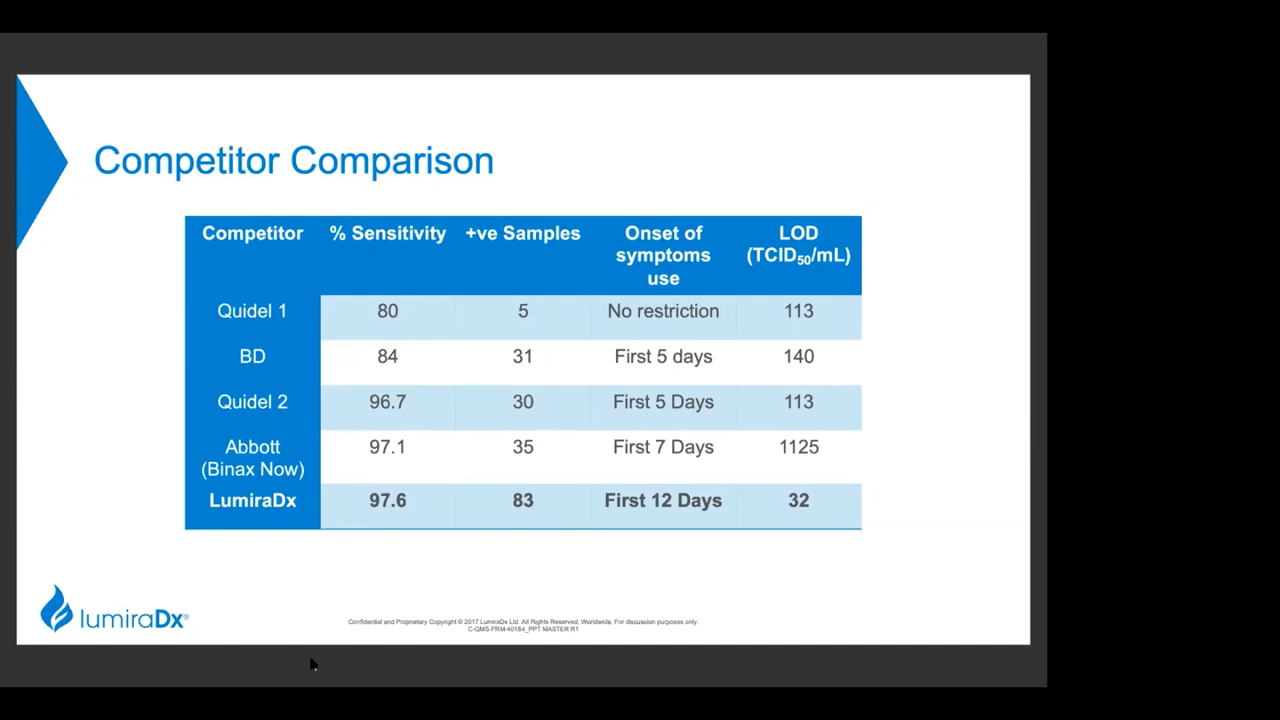 Competitor Comparison
Competitor % Sensitivity +ve Samples Onset of symptoms use LOD (TCID50/mL)
Quidel 1 80 5 No restriction 113
BD 84 31 First 5 days 140
Quidel 2 96.7 30 First 5 Days 113
Abbott (Binax Now) 97.1 35 First 7 Days 1125
LumiraDx 97.6 83 First 12 Days 32
lumiraDx®
Confidential and Proprietary Copyright © 2017 LumiraDx Ltd. All Rights Reserved, Worldwide. For discussion purposes only.
C-QMS-FRM-40184_PPT MASTER R1